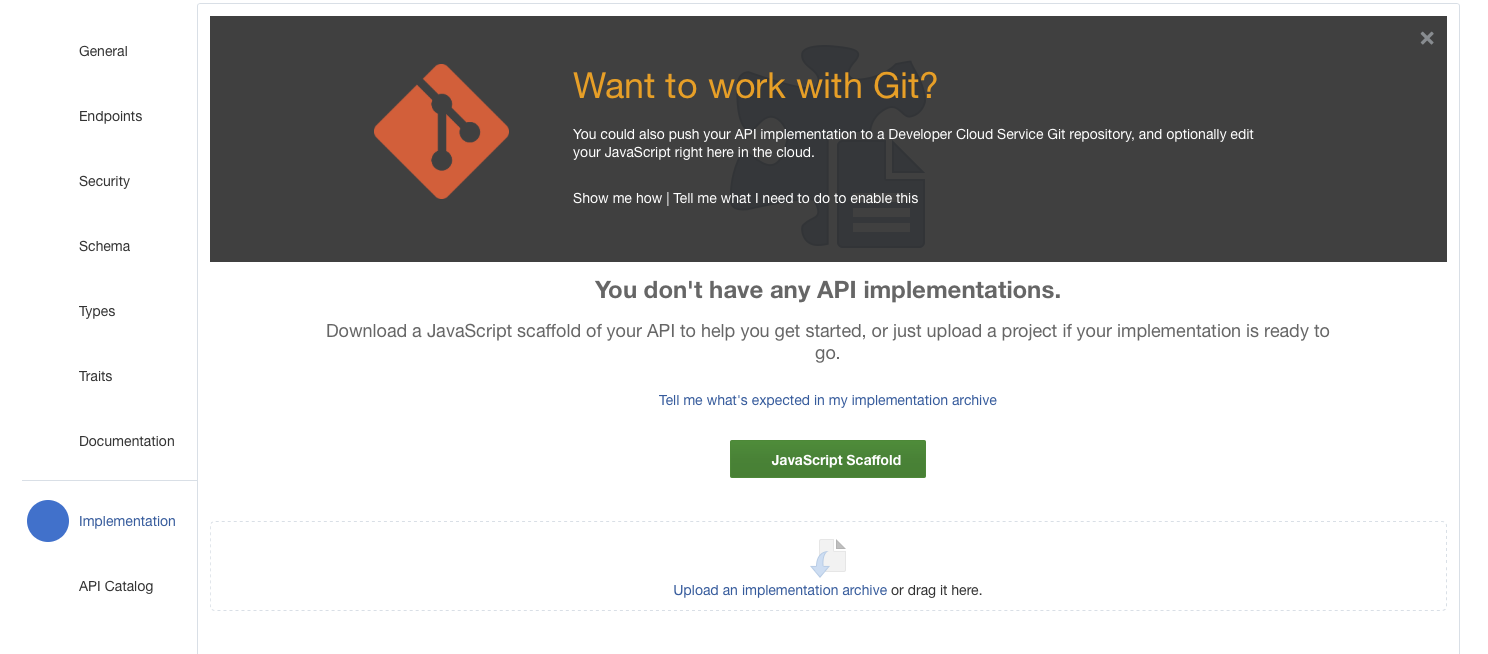 General
Endpoints
Security
Schema
Types
Traits
Documentation
Implementation
API Catalog
Want to work with Git?
You could also push your API implementation to a Developer Cloud Service Git repository, and optionally edit
your JavaScript right here in the cloud.
Show me how | Tell me what I need to do to enable this
You don't have any API implementations.
Download a JavaScript scaffold of your API to help you get started, or just upload a project if your implementation is ready to
go.
Tell me what's expected in my implementation archive
JavaScript Scaffold
Upload an implementation archive or drag it here.